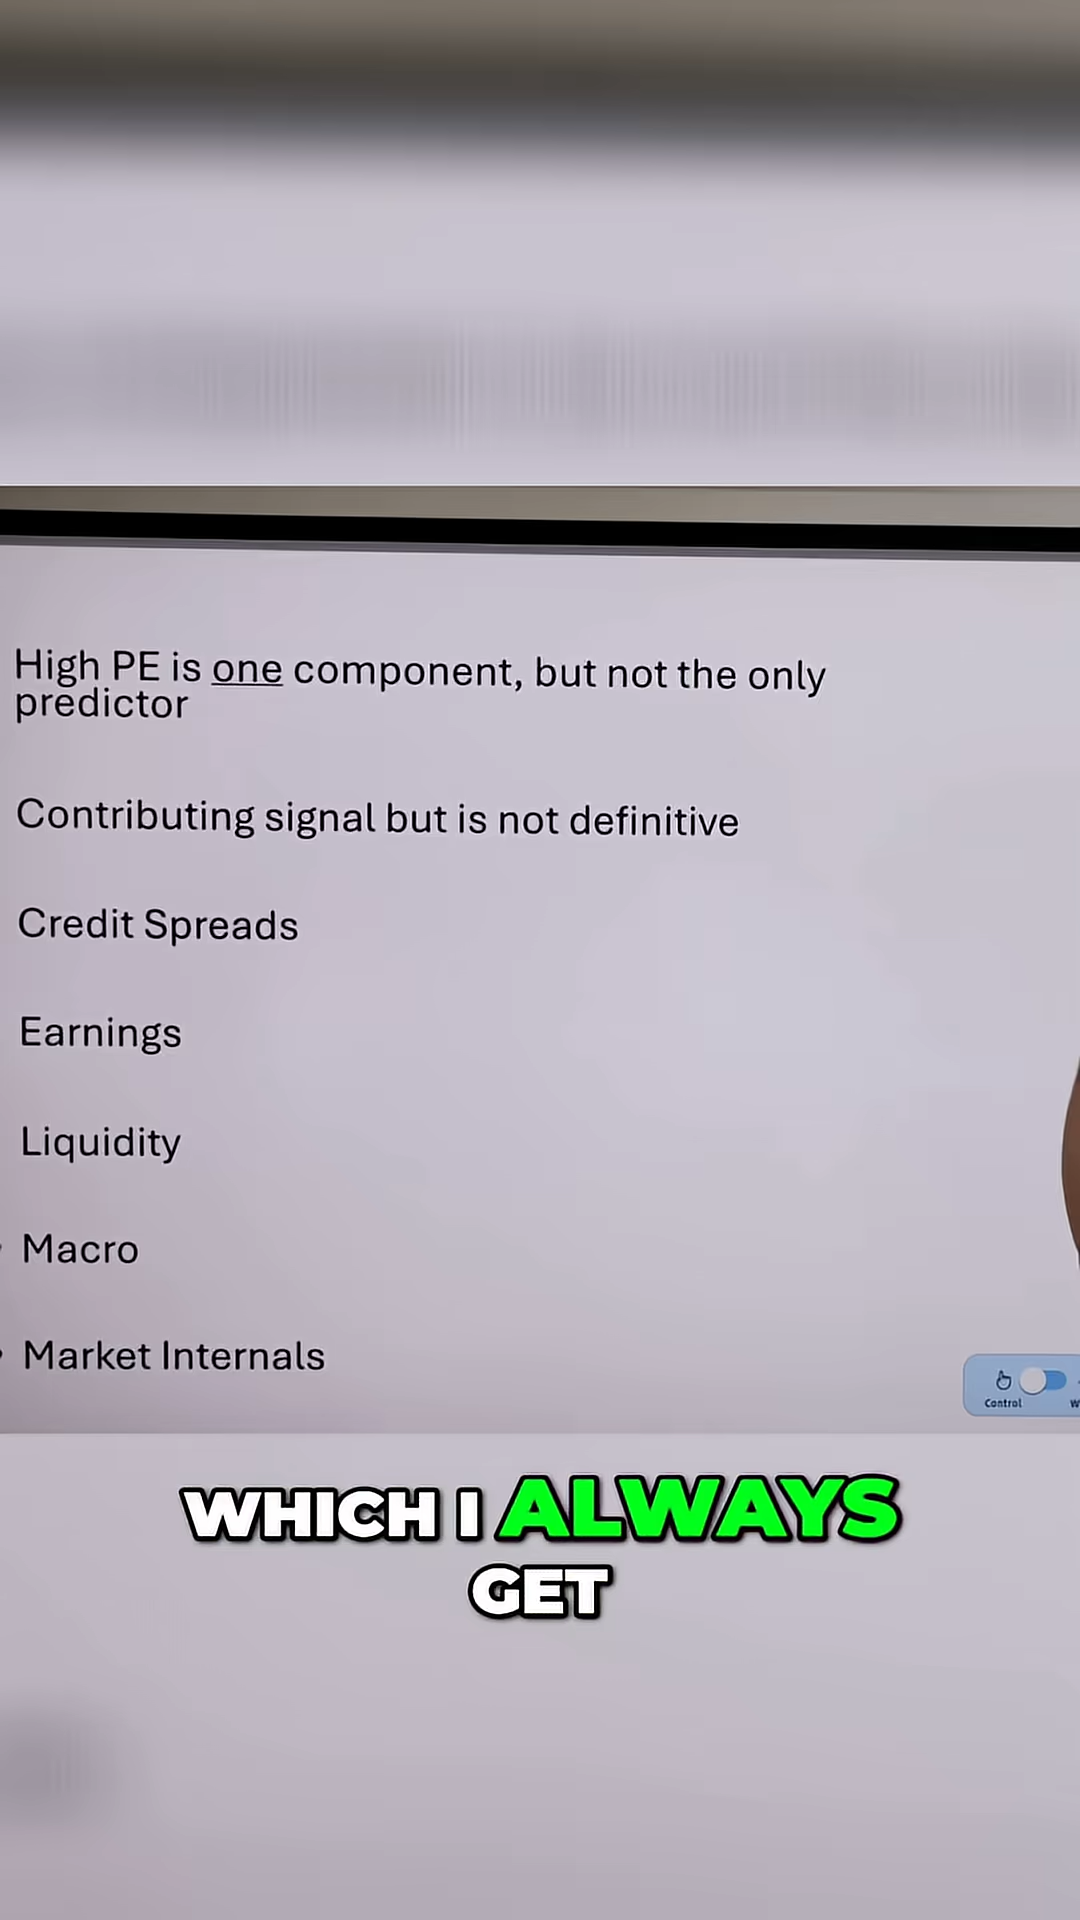 High PE is one component, but not the only
predictor
Contributing signal but is not definitive
Credit Spreads
Earnings
Liquidity
Macro
Market Internals
Control
WHICH I ALWAYS
GET